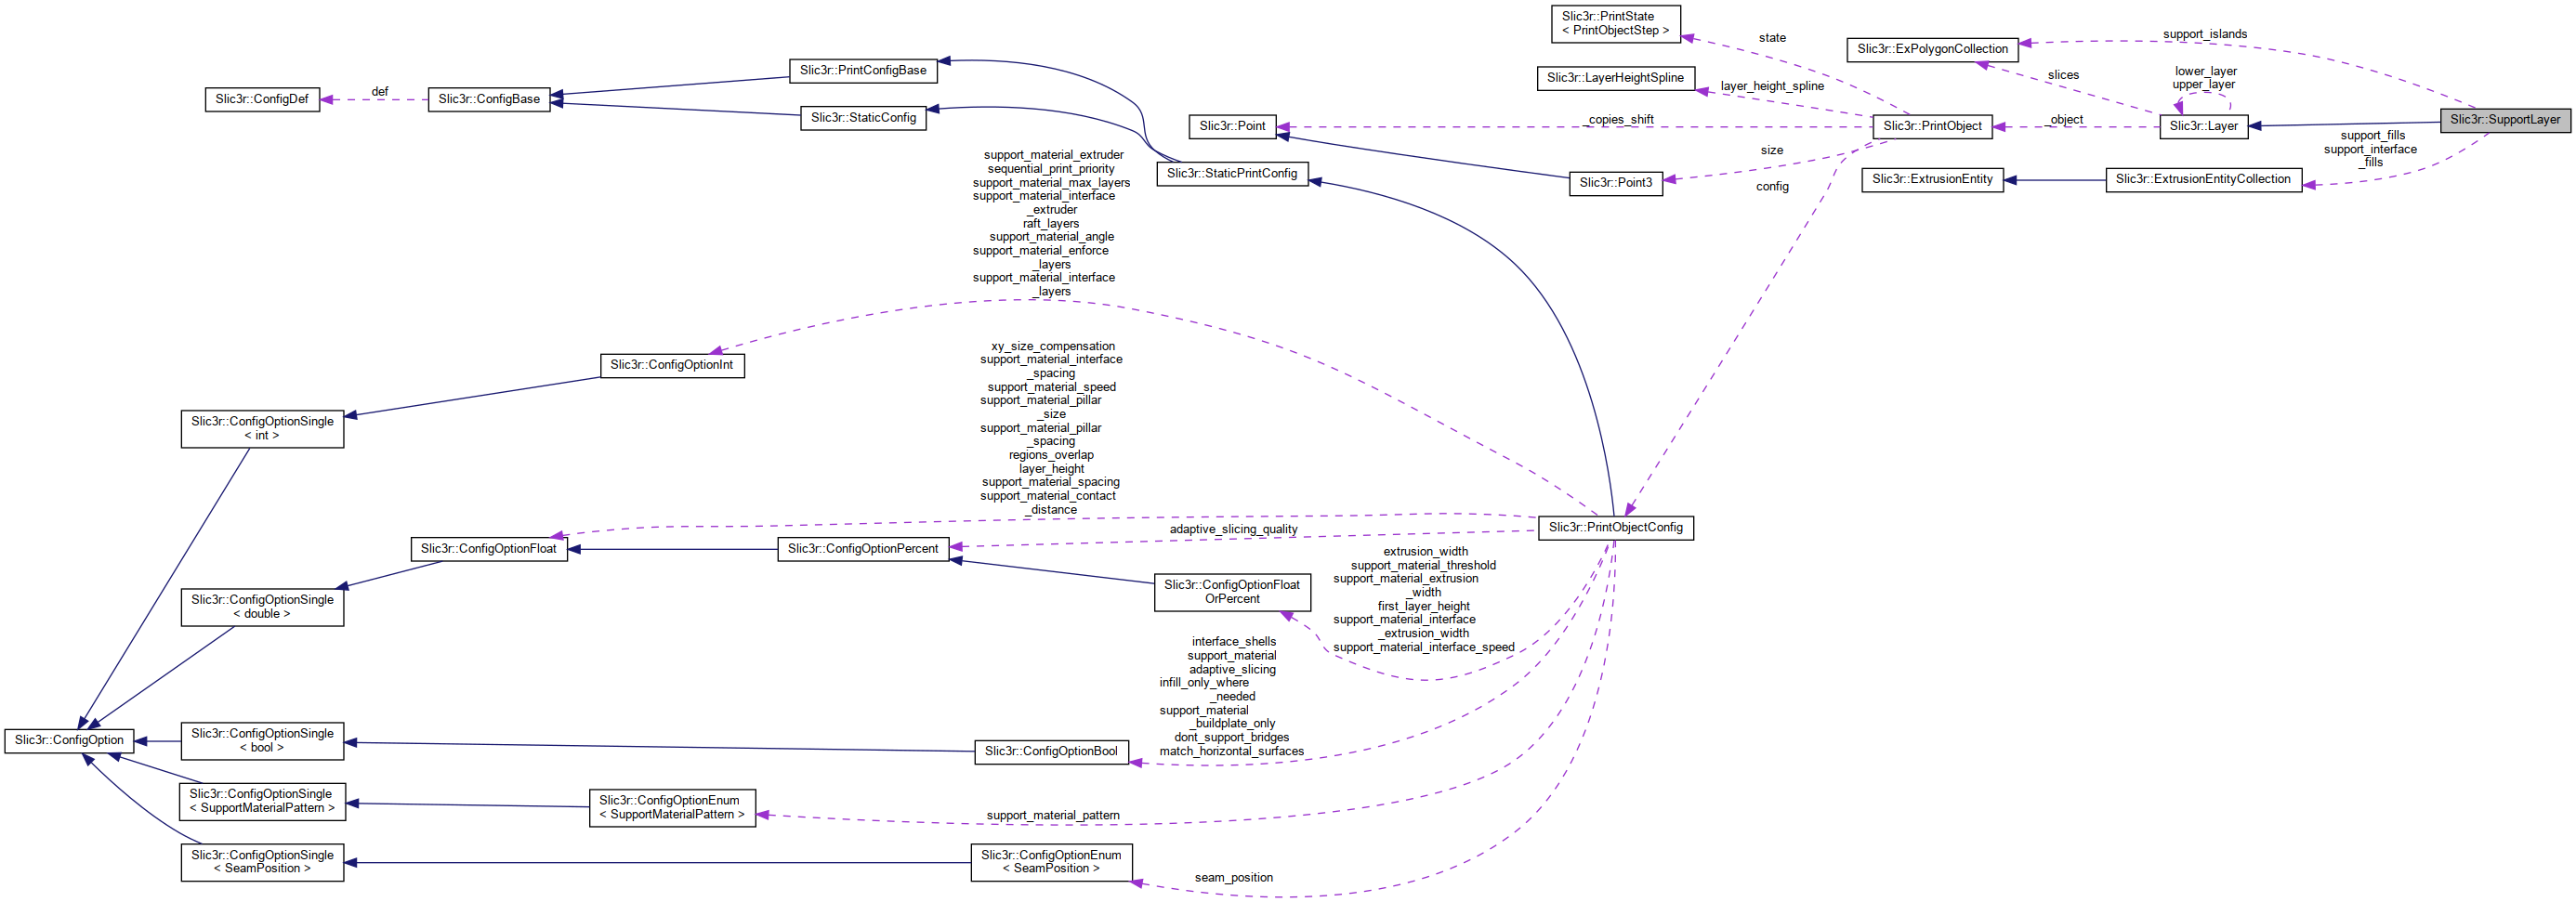 Slic3r::PrintState
< PrintObjectStep >
state
Slic3r::ExPolygonCollection
support_islands
Slic3r::PrintConfigBase
Slic3r::LayerHeightSpline
layer_height_spline
slices
lower_layer
upper_layer
Slic3r::ConfigDef
def
Slic3r::ConfigBase
Slic3r::StaticConfig
Slic3r::Point
_copies_shift
Slic3r::PrintObject
_object
Slic3r::Layer
Slic3r::SupportLayer
support_fills
support_interface
_fills
size
config
Slic3r::StaticPrintConfig
Slic3r::Point3
Slic3r::ExtrusionEntity
Slic3r::ExtrusionEntityCollection
support_material_extruder
sequential_print_priority
support_material_max_layers
support_material_interface
_extruder
raft_layers
support_material_angle
support_material_enforce
_layers
support_material_interface
_layers
Slic3r::ConfigOptionInt
xy_size_compensation
support_material_interface
_spacing
support_material_speed
support_material_pillar
_size
support_material_pillar
_spacing
regions_overlap
layer_height
support_material_spacing
support_material_contact
_distance
Slic3r::ConfigOptionSingle
< int >
Slic3r::PrintObjectConfig
adaptive_slicing_quality
Slic3r::ConfigOptionFloat
Slic3r::ConfigOptionPercent
Slic3r::ConfigOptionFloat
OrPercent
extrusion_width
support_material_threshold
support_material_extrusion
_width
first_layer_height
support_material_interface
_extrusion_width
support_material_interface_speed
Slic3r::ConfigOptionSingle
< double >
interface_shells
support_material
adaptive_slicing
infill_only_where
_needed
support_material
_buildplate_only
dont_support_bridges
match_horizontal_surfaces
Slic3r::ConfigOption
Slic3r::ConfigOptionSingle
< bool >
Slic3r::ConfigOptionBool
Slic3r::ConfigOptionSingle
< SupportMaterialPattern >
Slic3r::ConfigOptionEnum
< SupportMaterialPattern >
support_material_pattern
Slic3r::ConfigOptionSingle
< SeamPosition >
Slic3r::ConfigOptionEnum
< SeamPosition >
seam_position